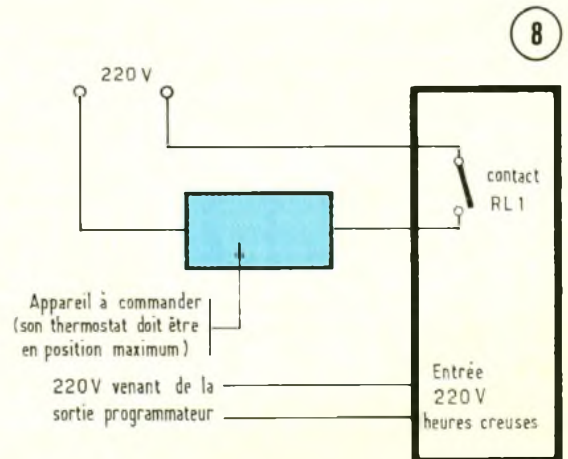 8
220 V
contact
RL 1
Appareil à commander
(son thermostat doit être
en position maximum)
220V venant de la
sortie programmateur
Entrée
220 V
heures creuses